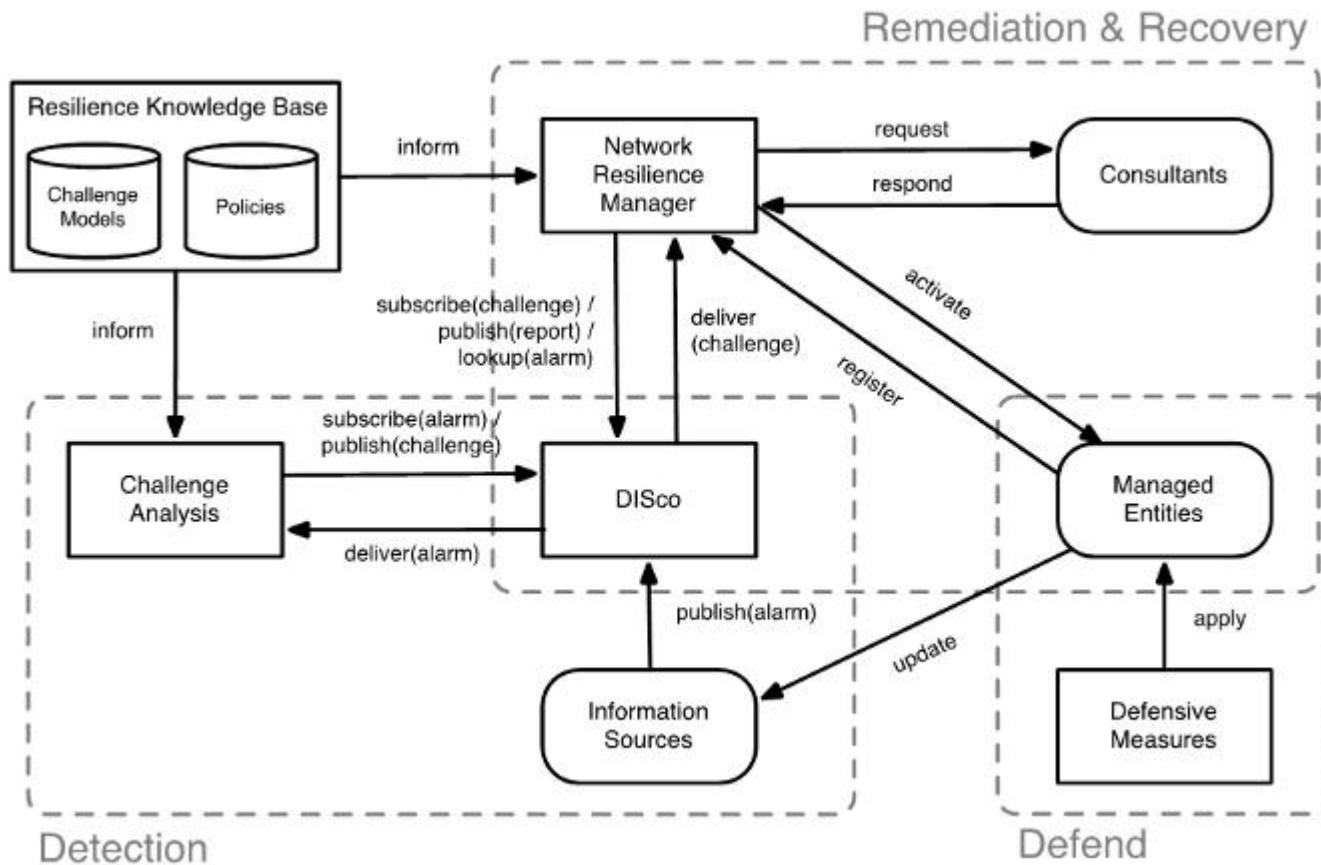 Remediation & Recovery
Resilience Knowledge Base
Challenge
Models
Policies
inform
Network
Resilience
Manager
request
respond
Consultants
inform
subscribe(challenge) /
publish(report) /
lookup(alarm)
deliver
(challenge)
activate
register
subscribe(alarm) /
publish(challenge)
Challenge
Analysis
deliver(alarm)
DISco
Managed
Entities
publish(alarm)
update
apply
Information
Sources
Defensive
Measures
Detection
Defend